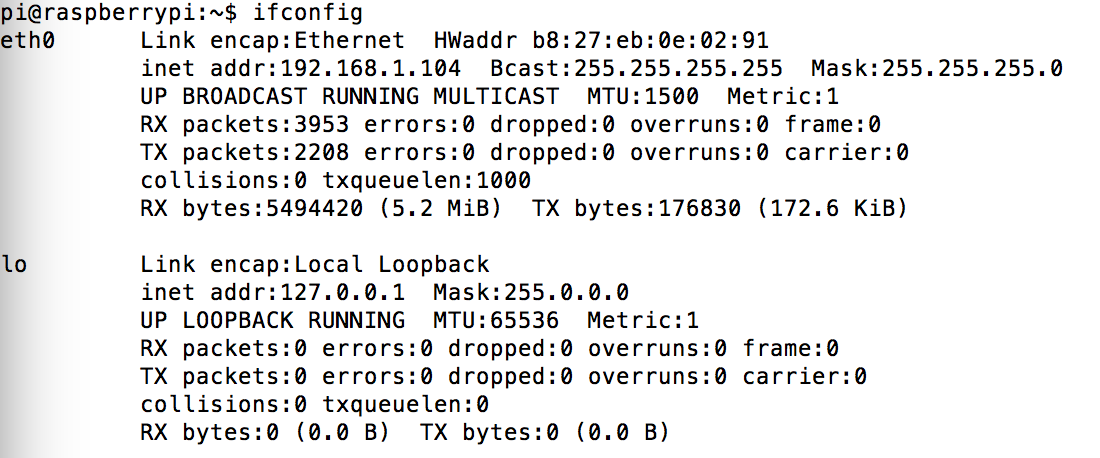 pi@raspberrypi:~$ ifconfig
eth0      Link encap:Ethernet  HWaddr b8:27:eb:0e:02:91
          inet addr:192.168.1.104  Bcast:255.255.255.255  Mask:255.255.255.0
          UP BROADCAST RUNNING MULTICAST  MTU:1500  Metric:1
          RX packets:3953 errors:0 dropped:0 overruns:0 frame:0
          TX packets:2208 errors:0 dropped:0 overruns:0 carrier:0
          collisions:0 txqueuelen:1000
          RX bytes:5494420 (5.2 MiB)  TX bytes:176830 (172.6 KiB)

lo        Link encap:Local Loopback
          inet addr:127.0.0.1  Mask:255.0.0.0
          UP LOOPBACK RUNNING  MTU:65536  Metric:1
          RX packets:0 errors:0 dropped:0 overruns:0 frame:0
          TX packets:0 errors:0 dropped:0 overruns:0 carrier:0
          collisions:0 txqueuelen:0
          RX bytes:0 (0.0 B)  TX bytes:0 (0.0 B)